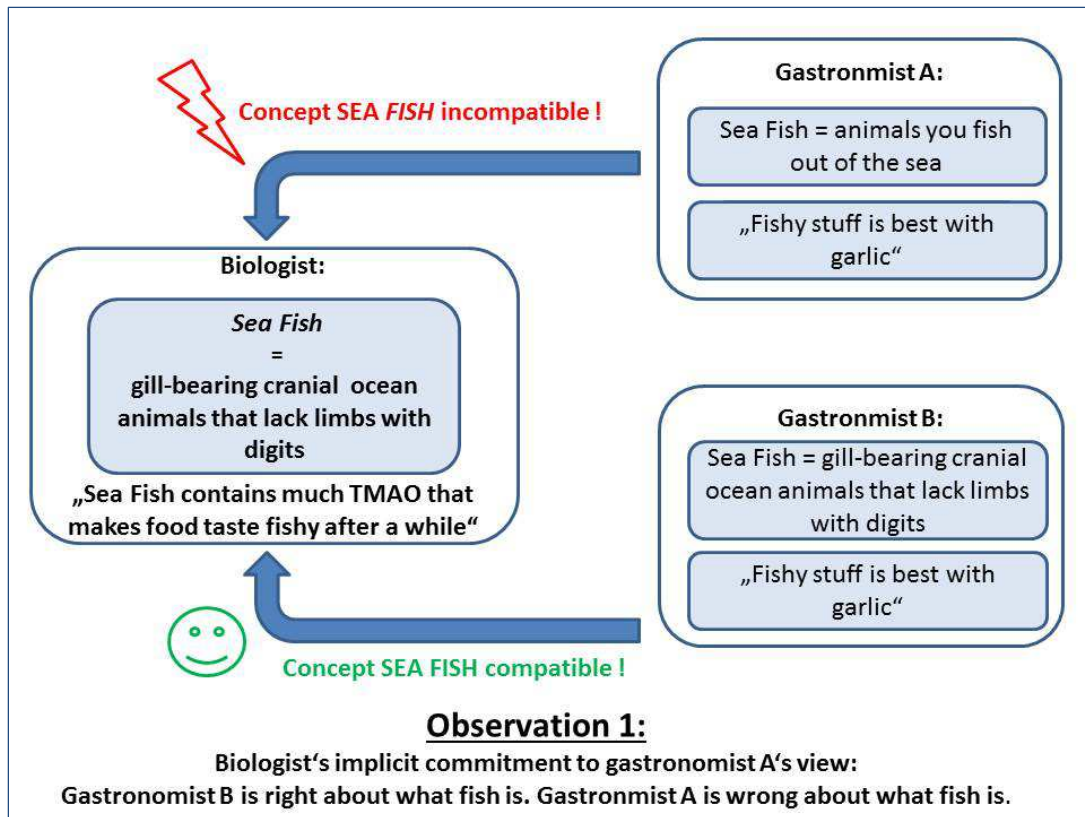 Concept SEA FISH incompatible !
Gastronmist A:
Sea Fish = animals you fish
out of the sea
„Fishy stuff is best with
garlic“
Biologist:
Sea Fish
=
gill-bearing cranial ocean
animals that lack limbs with
digits
„Sea Fish contains much TMAO that
makes food taste fishy after a while“
Gastronmist B:
Sea Fish = gill-bearing cranial
ocean animals that lack limbs
with digits
„Fishy stuff is best with
garlic“
Concept SEA FISH compatible !
Observation 1:
Biologist‘s implicit commitment to gastronomist A‘s view:
Gastronomist B is right about what fish is. Gastronmist A is wrong about what fish is.